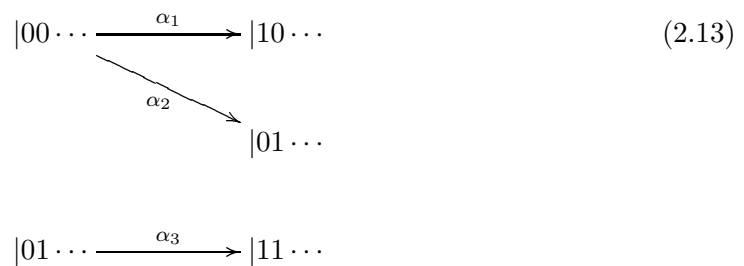 |00 ··· α₁ |10 ··· (2.13)
α₂
|01 ···
|01 ··· α₃ |11 ···